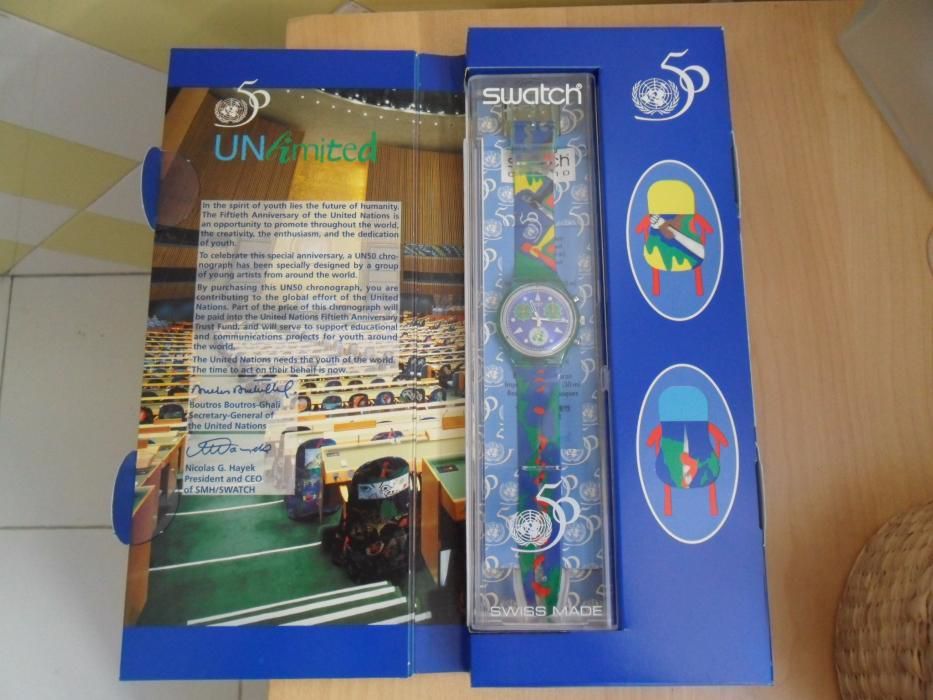 50
UNlimited
In the spirit of youth lies the future of humanity.
The Fiftieth Anniversary of the United Nations is
an opportunity to promote throughout the world,
the creativity, the enthusiasm, and the dedication
of youth.
To celebrate this special anniversary, a UN50 chro-
nograph has been specially designed by a group
of young artists from around the world.
By purchasing this UN50 chronograph, you are
contributing to the global effort of the United
Nations. Part of the price of this chronograph will
be paid into the United Nations Fiftieth Anniversary
Trust Fund, and will serve to support educational
and communications projects for youth around
the world.
The United Nations needs the youth of the world.
The time to act on their behalf is now.
Boutros Boutros-Ghali
Secretary-General of
the United Nations
Nicolas G. Hayek
President and CEO
of SMH/SWATCH
swatch
50
SWISS MADE
50